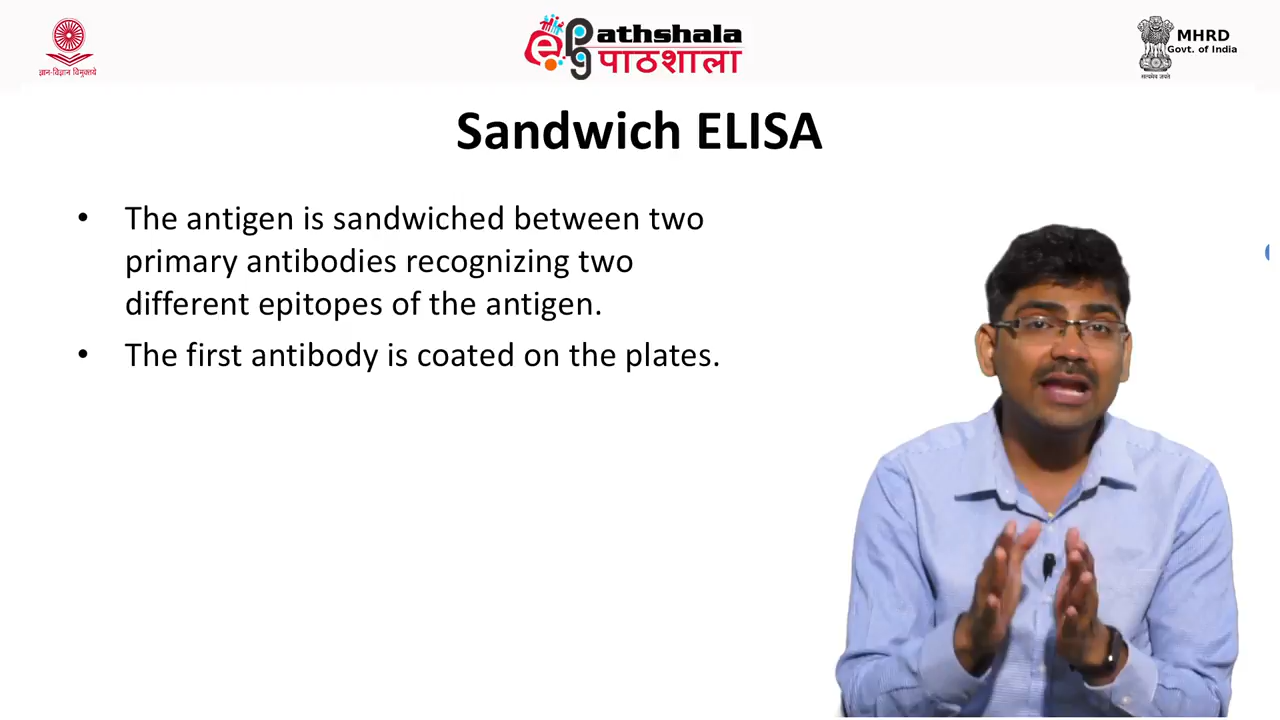 ज्ञान-विज्ञान विमुक्तये
ePathshala
पाठशाला
MHRD
Govt. of India
सत्यमेव जयते
Sandwich ELISA
• The antigen is sandwiched between two
primary antibodies recognizing two
different epitopes of the antigen.
• The first antibody is coated on the plates.